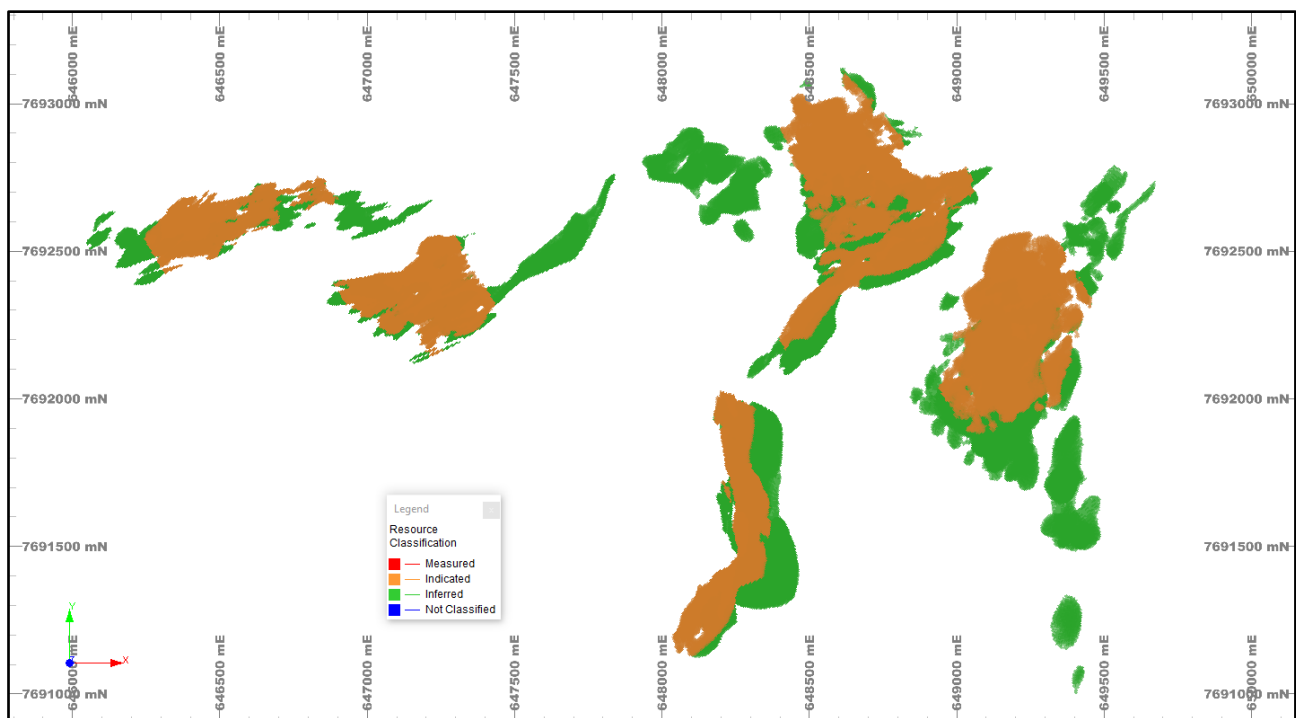 646000 mE
646500 mE
647000 mE
647500 mE
648000 mE
648500 mE
649000 mE
649500 mE
650000 mE
7693000 mN
7693000 mN
7692500 mN
7692500 mN
7692000 mN
7692000 mN
7691500 mN
7691500 mN
7691000 mN
7691000 mN
Legend
Resource
Classification
Measured
Indicated
Inferred
Not Classified
Y
Z
X
646000 mE
646500 mE
647000 mE
647500 mE
648000 mE
648500 mE
649000 mE
649500 mE
650000 mE